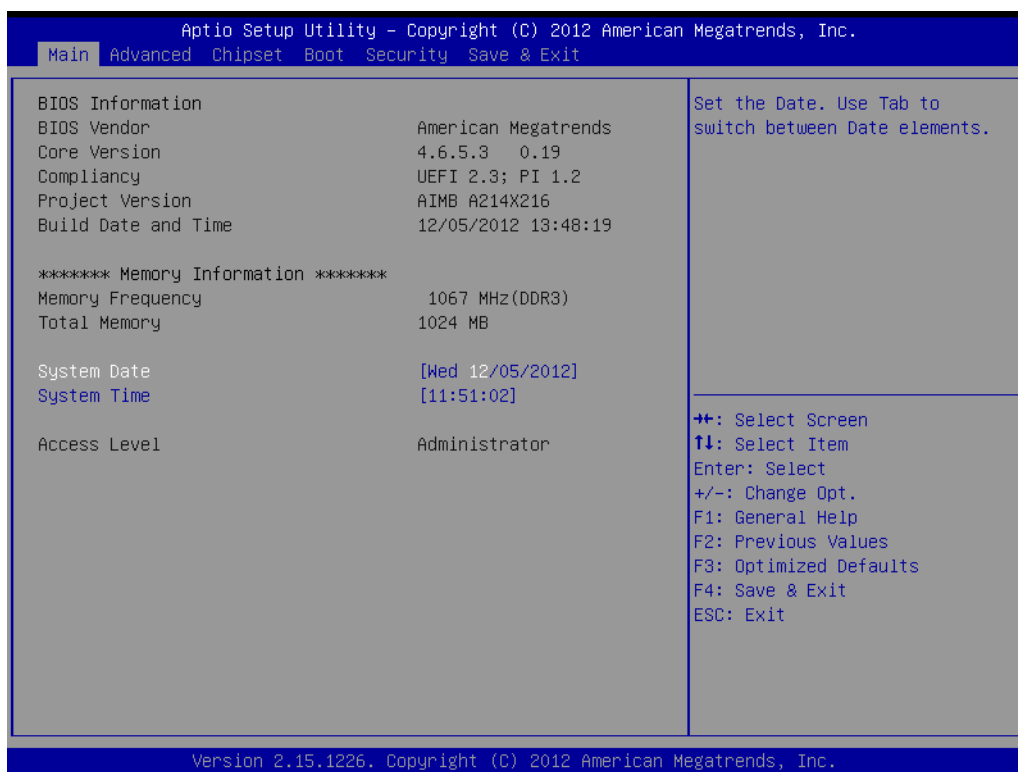 Aptio Setup Utility – Copyright (C) 2012 American Megatrends, Inc.
Main Advanced Chipset Boot Security Save & Exit
BIOS Information
BIOS Vendor American Megatrends
Core Version 4.6.5.3 0.19
Compliancy UEFI 2.3; PI 1.2
Project Version AIMB A214X216
Build Date and Time 12/05/2012 13:48:19
******* Memory Information *******
Memory Frequency 1067 MHz(DDR3)
Total Memory 1024 MB
System Date [Wed 12/05/2012]
System Time [11:51:02]
Access Level Administrator
Set the Date. Use Tab to
switch between Date elements.
→←: Select Screen
↑↓: Select Item
Enter: Select
+/-: Change Opt.
F1: General Help
F2: Previous Values
F3: Optimized Defaults
F4: Save & Exit
ESC: Exit
Version 2.15.1226. Copyright (C) 2012 American Megatrends, Inc.